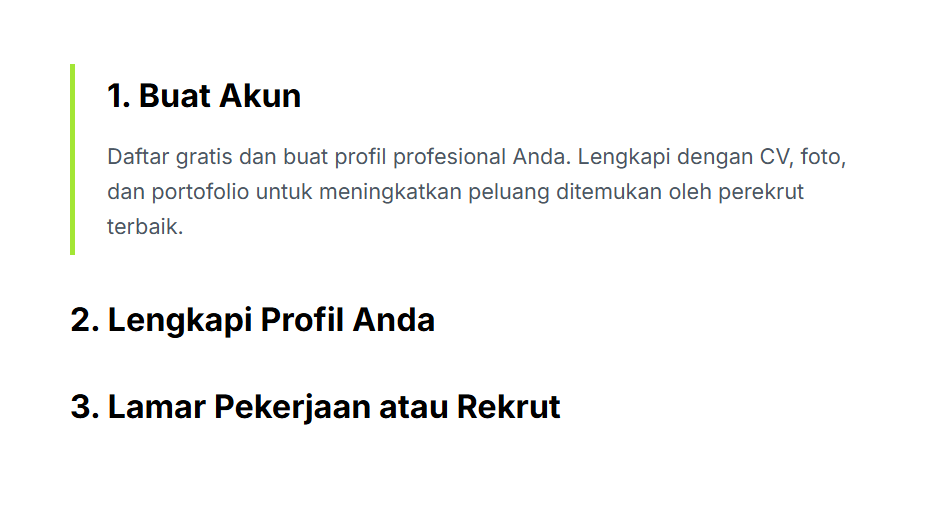 1. Buat Akun
Daftar gratis dan buat profil profesional Anda. Lengkapi dengan CV, foto,
dan portofolio untuk meningkatkan peluang ditemukan oleh perekrut
terbaik.
2. Lengkapi Profil Anda
3. Lamar Pekerjaan atau Rekrut